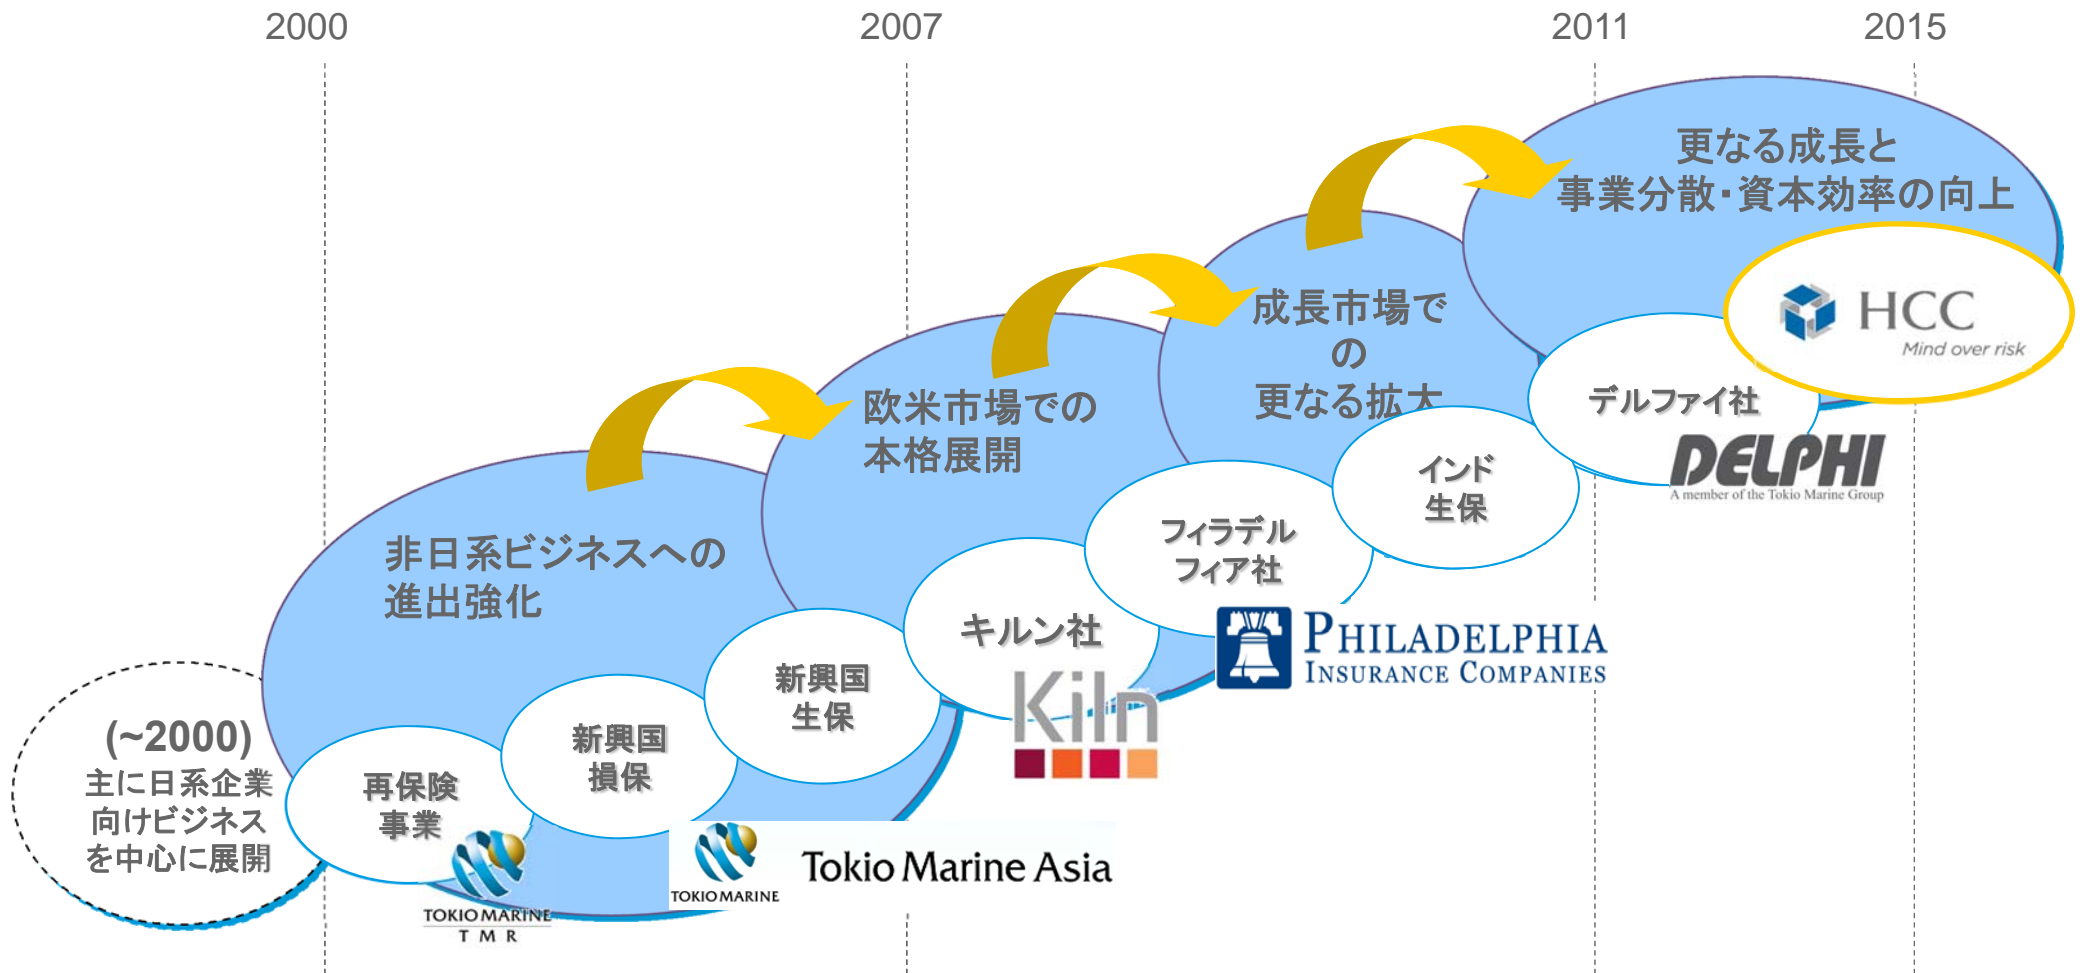 2000
2007
2011
2015
更なる成長と
事業分散・資本効率の向上
HCC
Mind over risk
成長市場で
の
更なる拡大
デルファイ社
DELPHI
A member of the Tokio Marine Group
欧米市場での
本格展開
インド
生保
フィラデル
フィア社
PHILADELPHIA
INSURANCE COMPANIES
非日系ビジネスへの
進出強化
キルン社
Kiln
新興国
生保
新興国
損保
再保険
事業
(~2000)
主に日系企業
向けビジネス
を中心に展開
TOKIO MARINE
T M R
TOKIO MARINE
Tokio Marine Asia